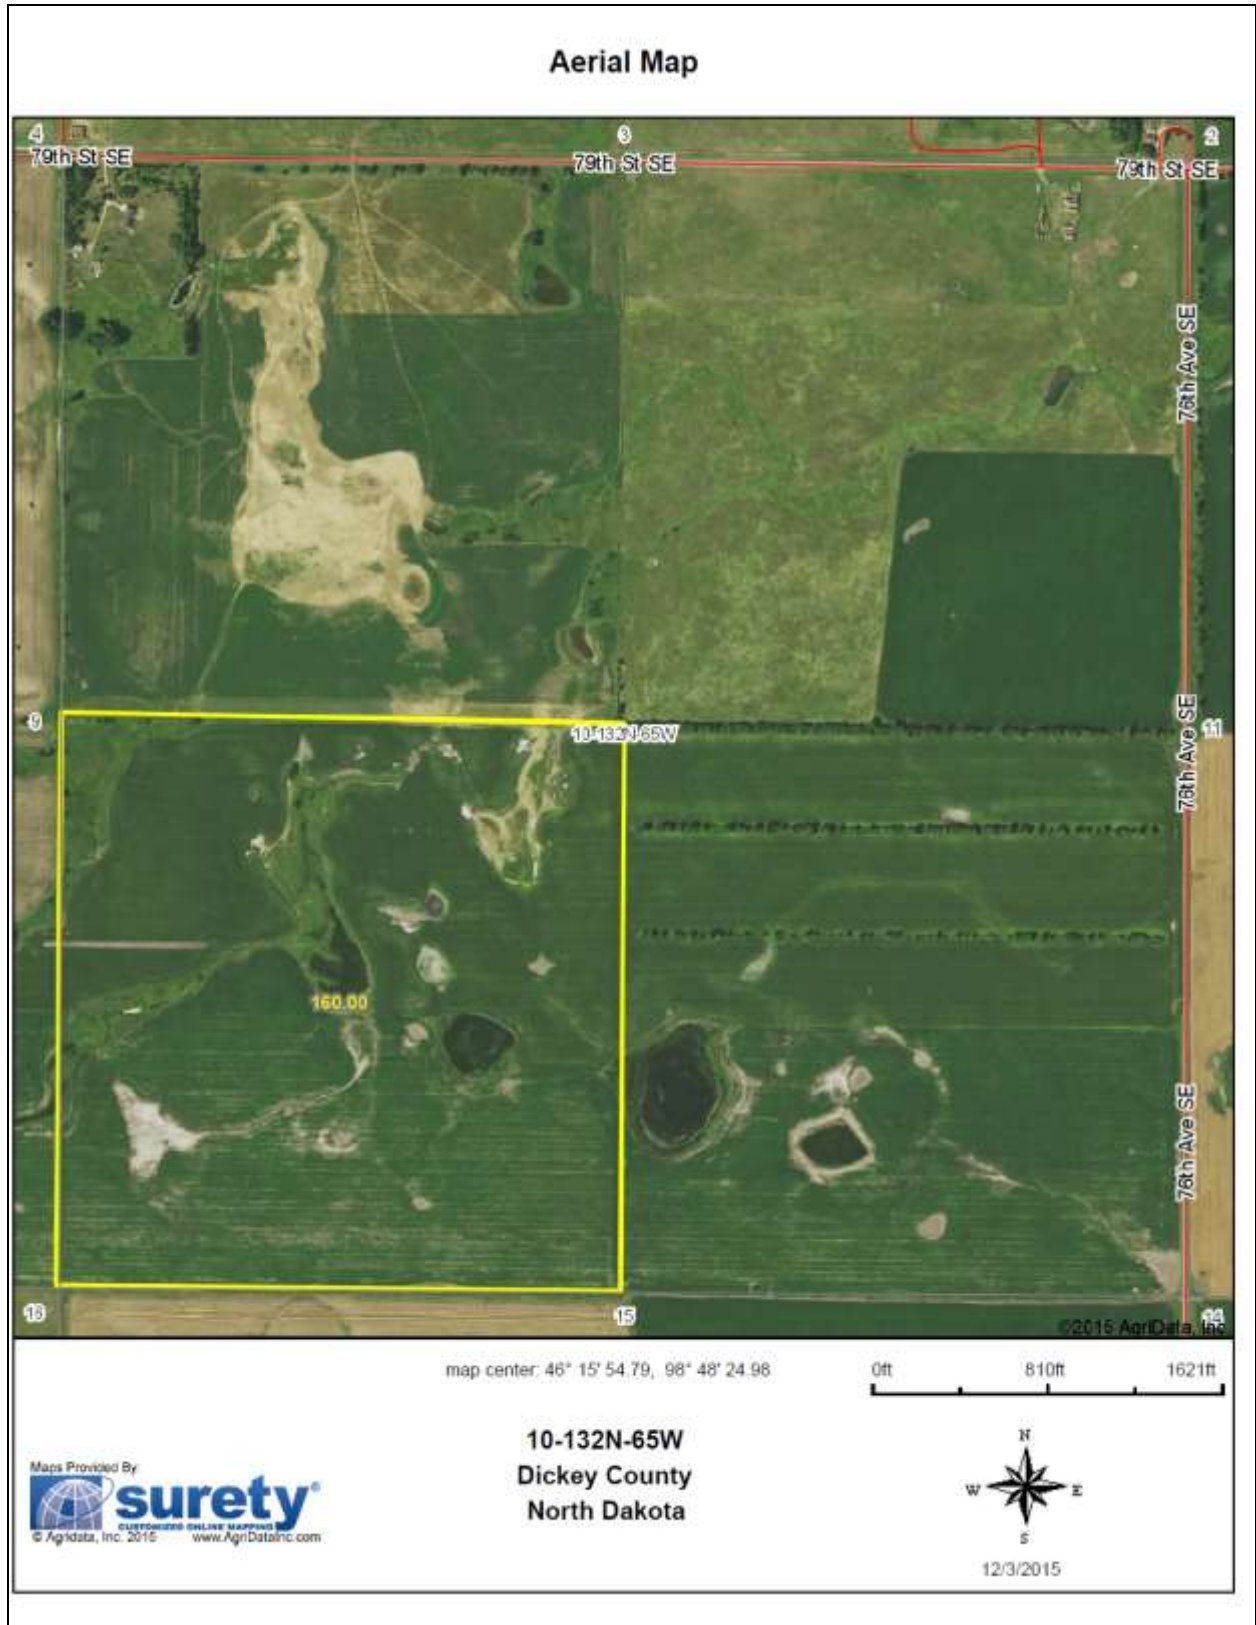 Aerial Map
4
3
2
79th St SE
79th St SE
79th St SE
76th Ave SE
9
10-132N-65W
11
76th Ave SE
160.00
76th Ave SE
16
15
14
©2015 AgriData, Inc
map center: 46° 15' 54.79, 98° 48' 24.98
0ft 810ft 1621ft
10-132N-65W
Dickey County
North Dakota
Maps Provided By:
surety®
CUSTOMIZED ONLINE MAPPING
© Agridata, Inc. 2015 www.AgriDataInc.com
N
W E
S
12/3/2015